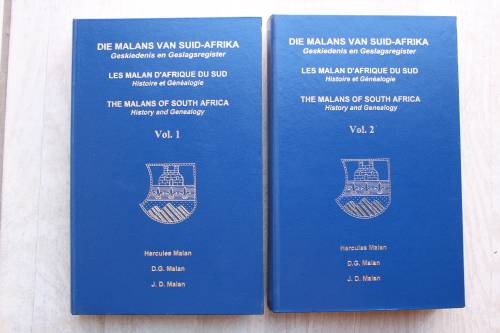 DIE MALANS VAN SUID-AFRIKA
Geskiedenis en Geslagsregister
LES MALAN D'AFRIQUE DU SUD
Histoire et Généalogie
THE MALANS OF SOUTH AFRICA
History and Genealogy
Vol. 1
Hercules Malan
D.G. Malan
J. D. Malan
DIE MALANS VAN SUID-AFRIKA
Geskiedenis en Geslagsregister
LES MALAN D'AFRIQUE DU SUD
Histoire et Généalogie
THE MALANS OF SOUTH AFRICA
History and Genealogy
Vol. 2
Hercules Malan
D.G. Malan
J. D. Malan